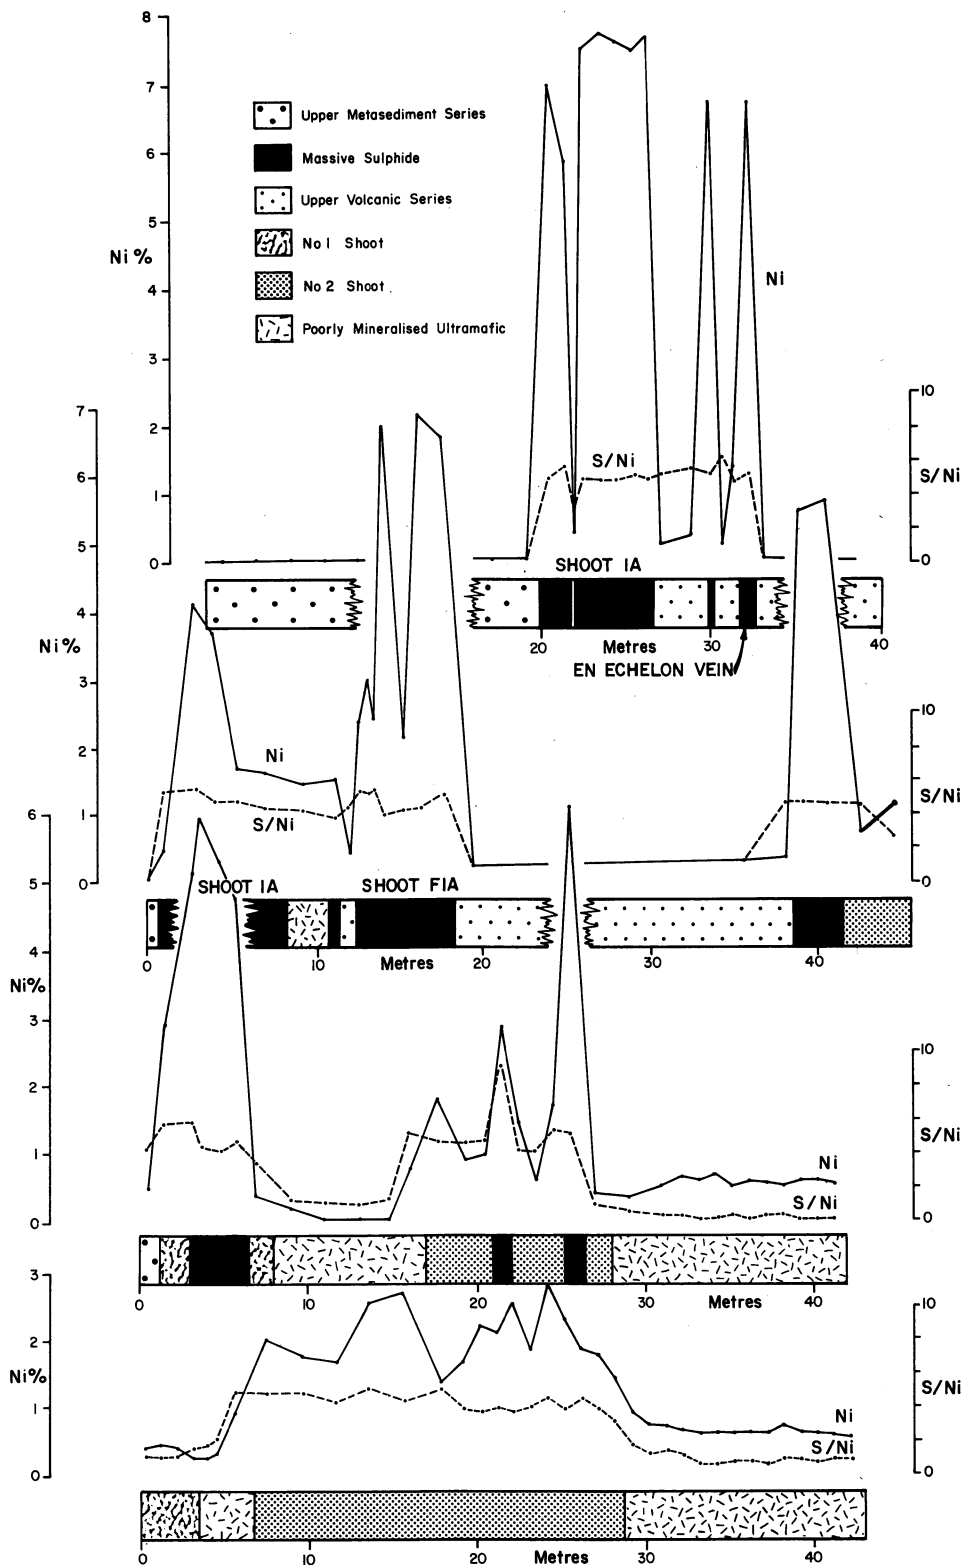 8
7
6
5
4
3
2
1
0
Ni%
Upper Metasediment Series
Massive Sulphide
Upper Volcanic Series
No 1 Shoot
No 2 Shoot
Poorly Mineralised Ultramafic
Ni
S/Ni
10
S/Ni
0
SHOOT 1A
20
Metres
30
40
EN ECHELON VEIN
7
6
5
4
Ni%
3
2
1
0
Ni
S/Ni
10
S/Ni
0
SHOOT 1A
SHOOT F1A
0
10
Metres
20
30
40
6
5
4
Ni%
3
2
1
0
10
S/Ni
0
Ni
S/Ni
0
10
20
30
Metres
40
3
2
Ni%
1
0
10
S/Ni
0
Ni
S/Ni
0
10
20
30
Metres
40